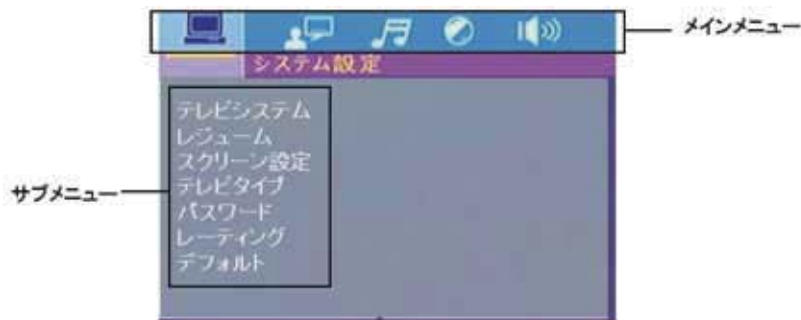 メインメニュー
システム設定
テレビシステム
レジューム
スクリーン設定
テレビタイプ
パスワード
レーティング
デフォルト
サブメニュー